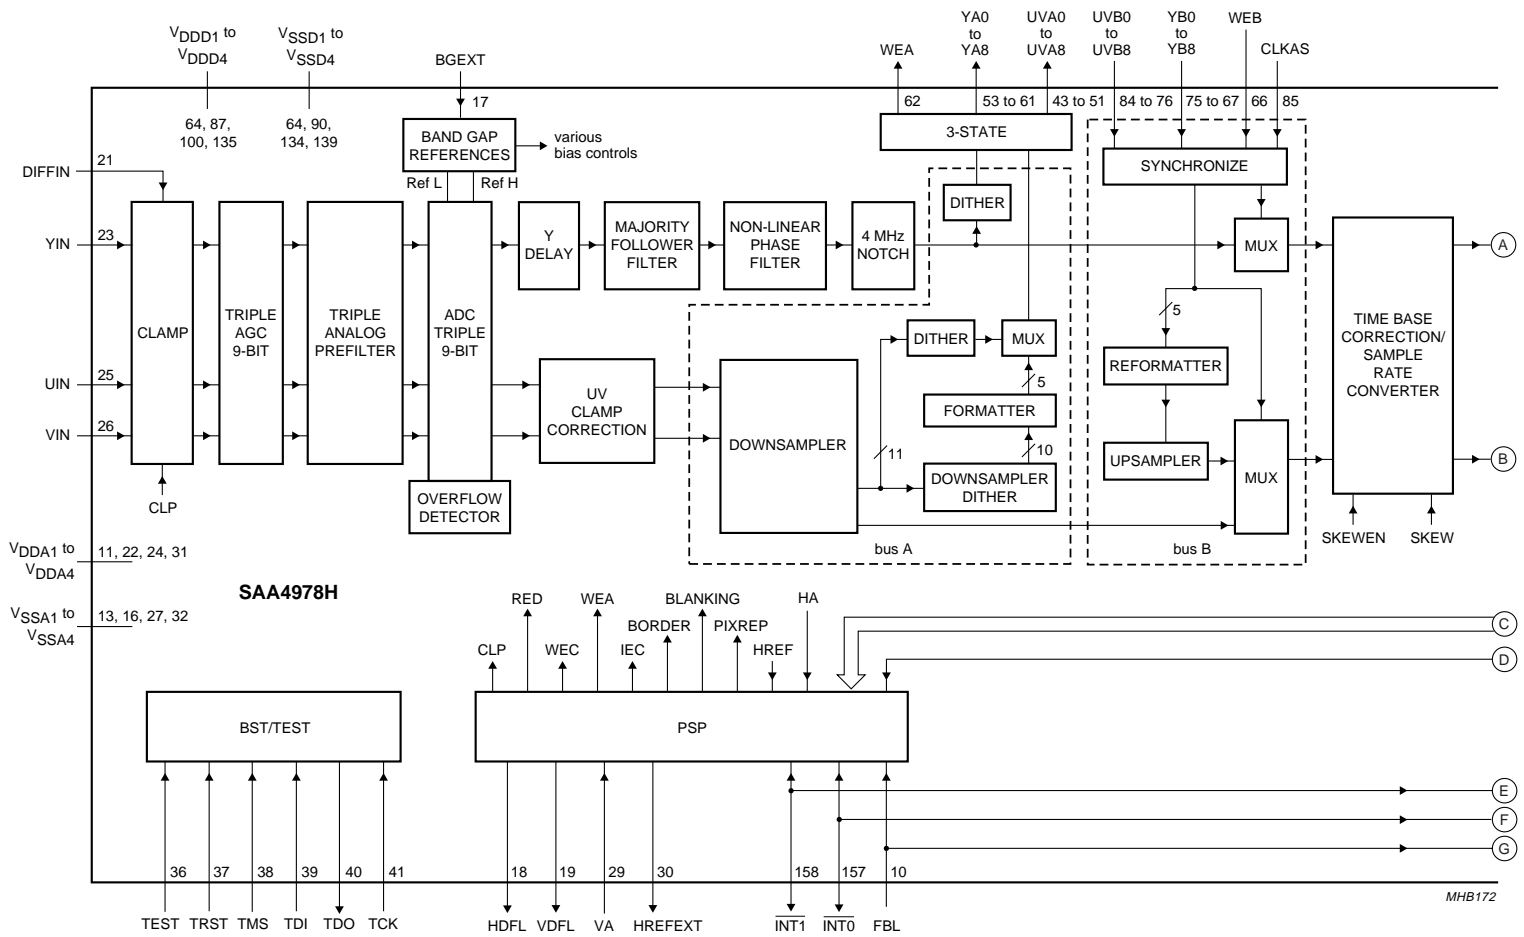 V_DDD1 to
V_DDD4
V_SSD1 to
V_SSD4
BGEXT
WEA
YA0
to
YA8
UVA0
to
UVA8
UVB0
to
UVB8
YB0
to
YB8
WEB
CLKAS
17
62
53 to 61
43 to 51
84 to 76
75 to 67
66
85
64, 87,
100, 135
64, 90,
134, 139
BAND GAP
REFERENCES
various
bias controls
Ref L
Ref H
3-STATE
SYNCHRONIZE
DIFFIN
21
YIN
23
UIN
25
VIN
26
CLAMP
CLP
TRIPLE
AGC
9-BIT
TRIPLE
ANALOG
PREFILTER
ADC
TRIPLE
9-BIT
OVERFLOW
DETECTOR
Y
DELAY
MAJORITY
FOLLOWER
FILTER
NON-LINEAR
PHASE
FILTER
4 MHz
NOTCH
DITHER
MUX
UV
CLAMP
CORRECTION
DOWNSAMPLER
DITHER
MUX
5
FORMATTER
10
11
DOWNSAMPLER
DITHER
bus A
5
REFORMATTER
UPSAMPLER
MUX
bus B
TIME BASE
CORRECTION/
SAMPLE
RATE
CONVERTER
SKEWEN
SKEW
A
B
V_DDA1 to
V_DDA4
11, 22, 24, 31
V_SSA1 to
V_SSA4
13, 16, 27, 32
SAA4978H
RED
WEA
BLANKING
HA
BORDER
PIXREP
CLP
WEC
IEC
HREF
C
D
BST/TEST
PSP
E
F
G
36
37
38
39
40
41
18
19
29
30
158
157
10
TEST
TRST
TMS
TDI
TDO
TCK
HDFL
VDFL
VA
HREFEXT
INT1
INT0
FBL
MHB172